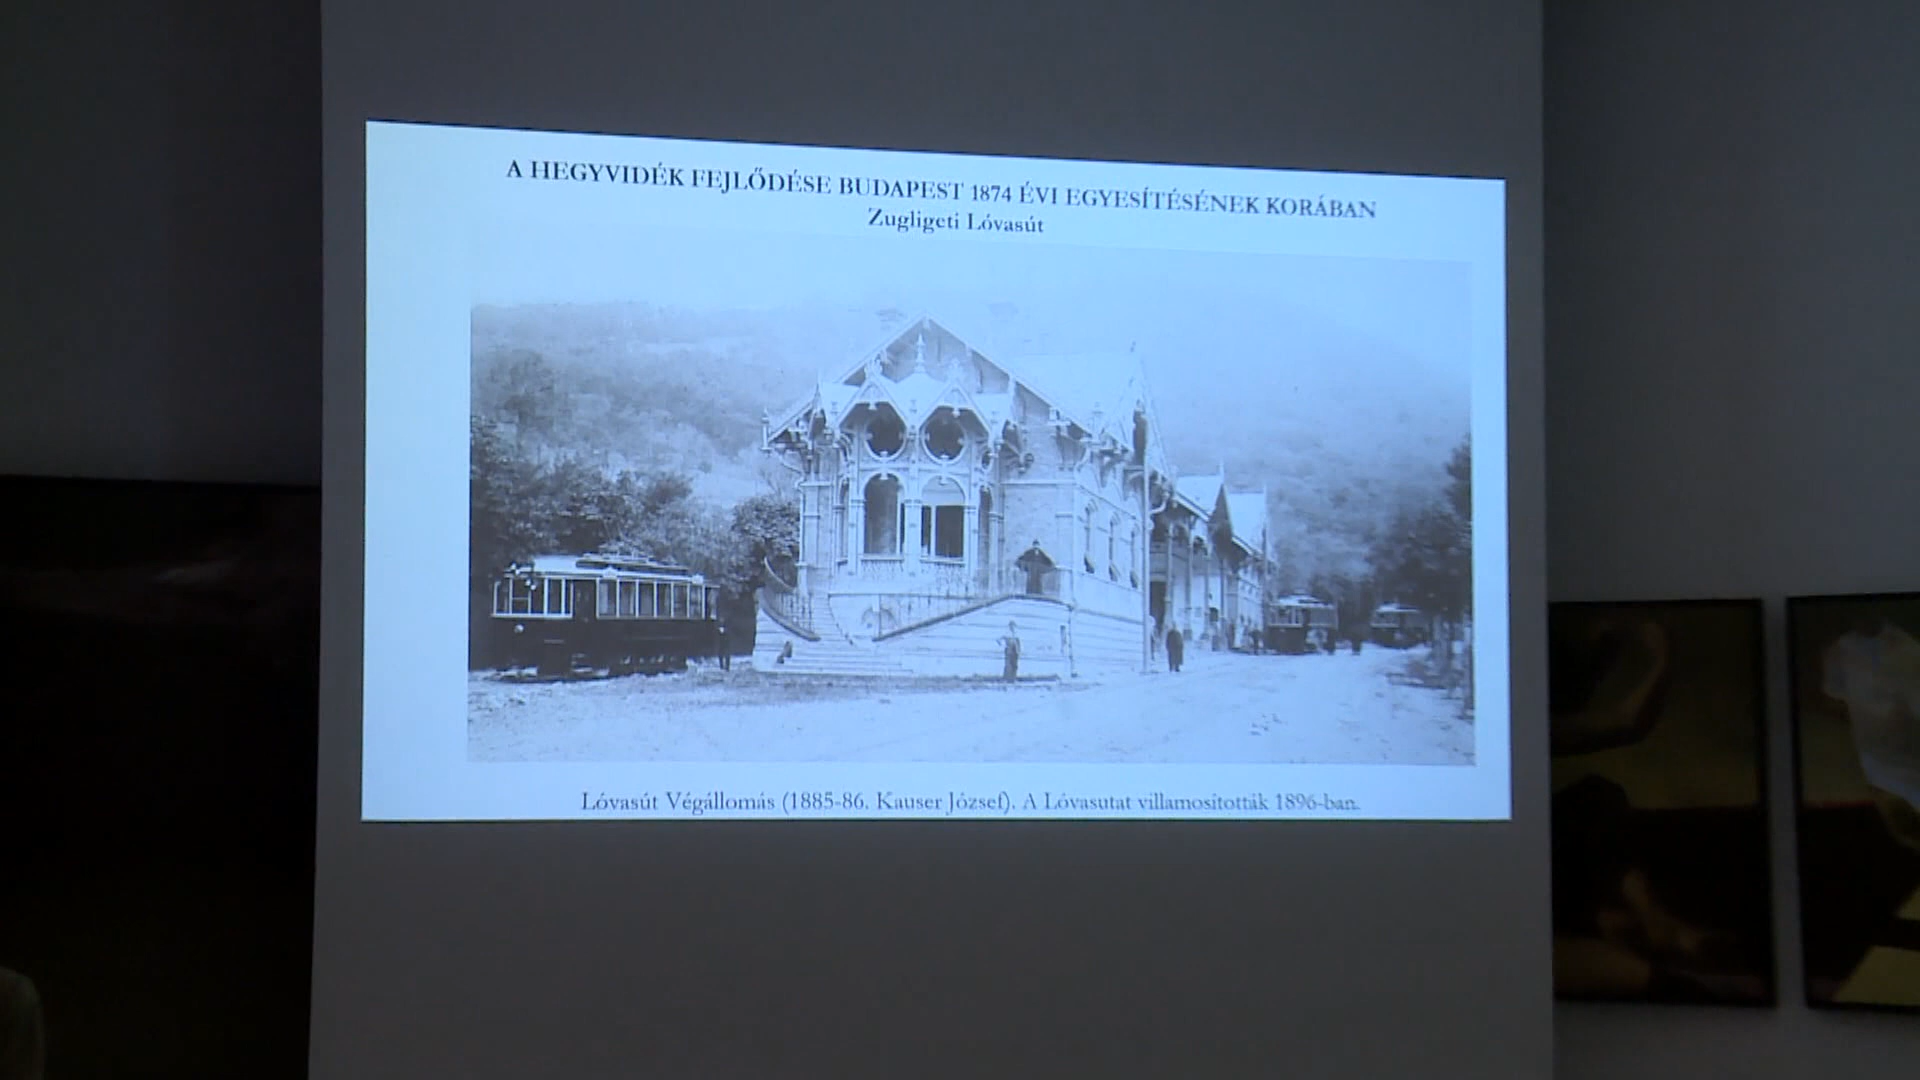 A HEGYVIDÉK FEJLŐDÉSE BUDAPEST 1874 ÉVI EGYESÍTÉSÉNEK KORÁBAN
Zugligeti Lóvasút
Lóvasút Végállomás (1885-86. Kauser József). A Lóvasutat villamosították 1896-ban.